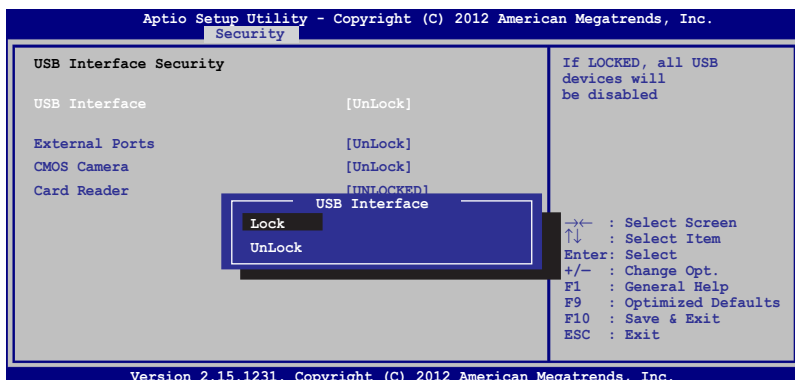 Aptio Setup Utility - Copyright (C) 2012 American Megatrends, Inc.
Security
USB Interface Security
USB Interface [UnLock]
External Ports [UnLock]
CMOS Camera [UnLock]
Card Reader [UNLOCKED]
USB Interface
Lock
UnLock
If LOCKED, all USB
devices will
be disabled
→← : Select Screen
↑↓ : Select Item
Enter: Select
+/— : Change Opt.
F1 : General Help
F9 : Optimized Defaults
F10 : Save & Exit
ESC : Exit
Version 2.15.1231. Copyright (C) 2012 American Megatrends, Inc.